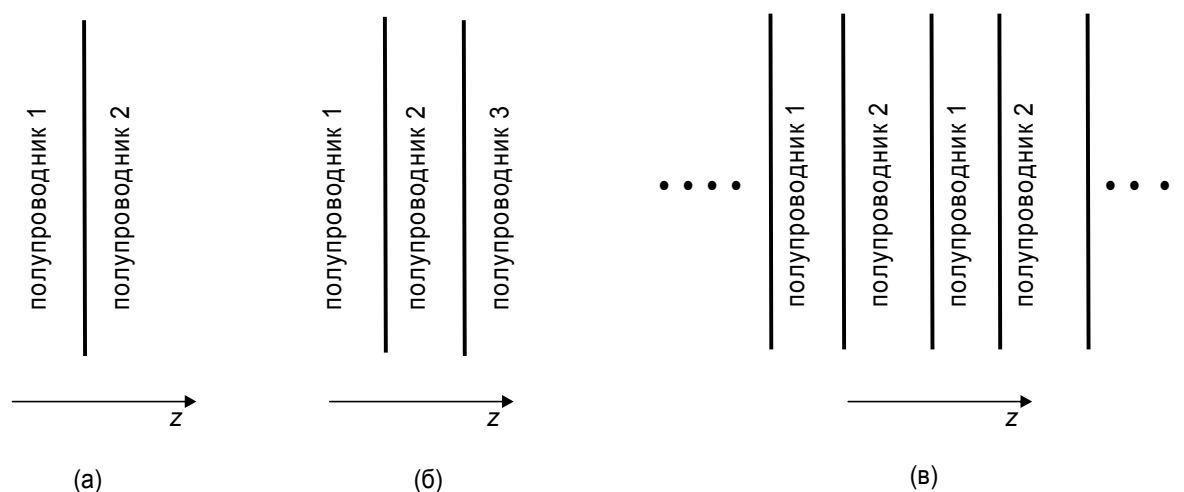 полупроводник 1
полупроводник 2
z
(а)
полупроводник 1
полупроводник 2
полупроводник 3
z
(б)
полупроводник 1
полупроводник 2
полупроводник 1
полупроводник 2
z
(в)